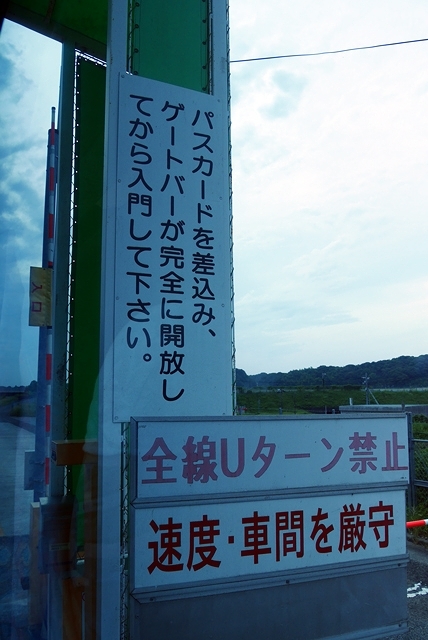 パスカードを差込み、
ゲートバーが完全に開放し
てから入門して下さい。
入口
全線Uターン禁止
速度・車間を厳守